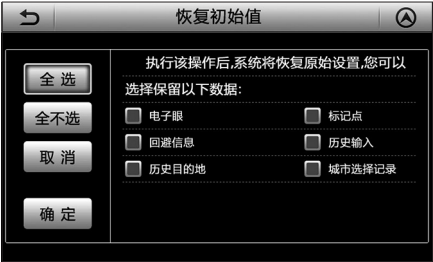 恢复初始值
全选
全不选
取消
确定
执行该操作后,系统将恢复原始设置,您可以
选择保留以下数据:
电子眼 标记点
回避信息 历史输入
历史目的地 城市选择记录